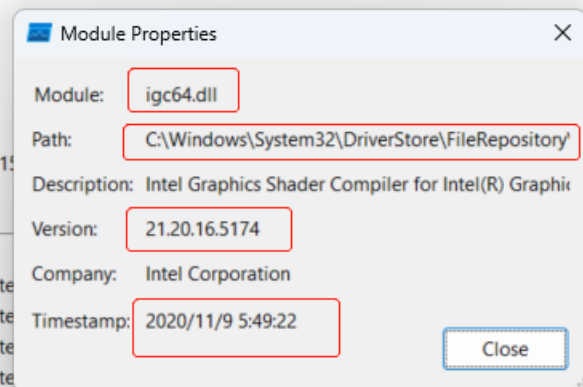 Module Properties
Module: igc64.dll
Path: C:\Windows\System32\DriverStore\FileRepository\
Description: Intel Graphics Shader Compiler for Intel(R) Graphic
Version: 21.20.16.5174
Company: Intel Corporation
Timestamp: 2020/11/9 5:49:22
Close